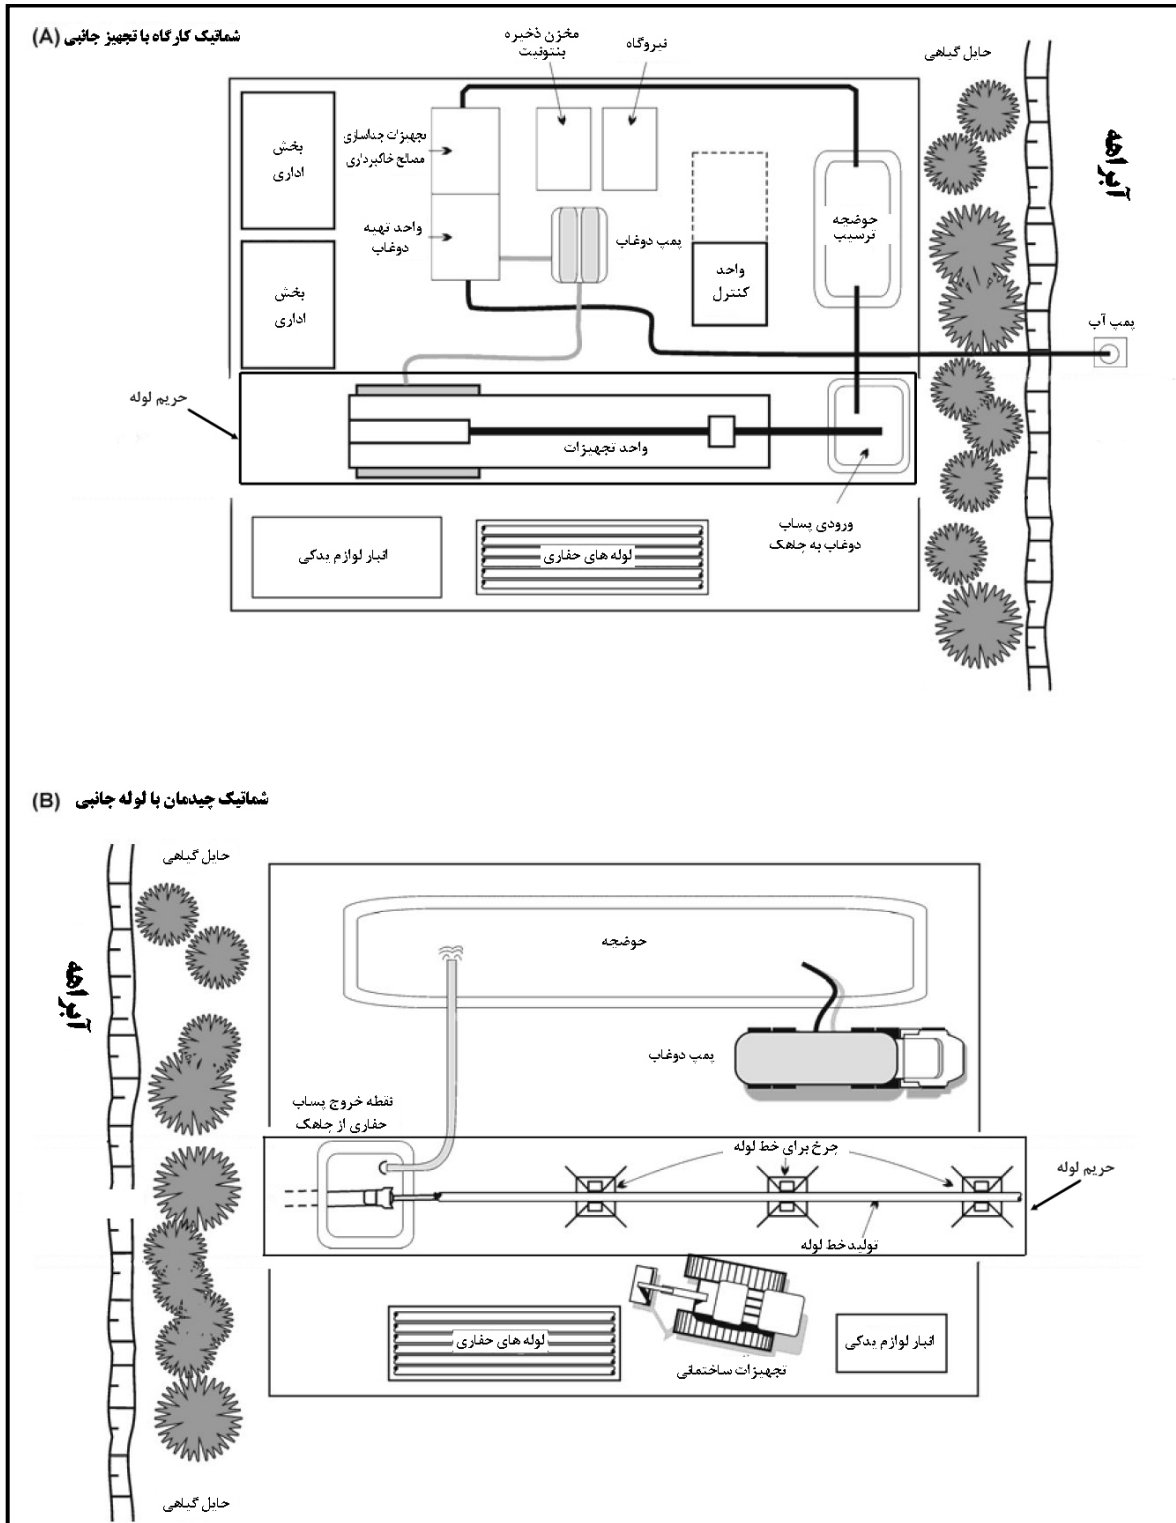 (A) شماتیک کارگاه با تجهیز جانبی
مخزن ذخیره
بنتونیت
نیروگاه
حایل گیاهی
بخش
اداری
تجهیزات جداسازی
مصالح خاکبرداری
آبراهه
حوضچه
ترسیب
واحد تهیه
دوغاب
پمپ دوغاب
واحد
کنترل
بخش
اداری
پمپ آب
حریم لوله
واحد تجهیزات
ورودی پساب
دوغاب به چاهک
انبار لوازم یدکی
لوله های حفاری
(B) شماتیک چیدمان با لوله جانبی
حایل گیاهی
حوضچه
آبراهه
پمپ دوغاب
نقطه خروج پساب
حفاری از چاهک
چرخ برای خط لوله
حریم لوله
تولید خط لوله
لوله های حفاری
انبار لوازم یدکی
تجهیزات ساختمانی
حایل گیاهی